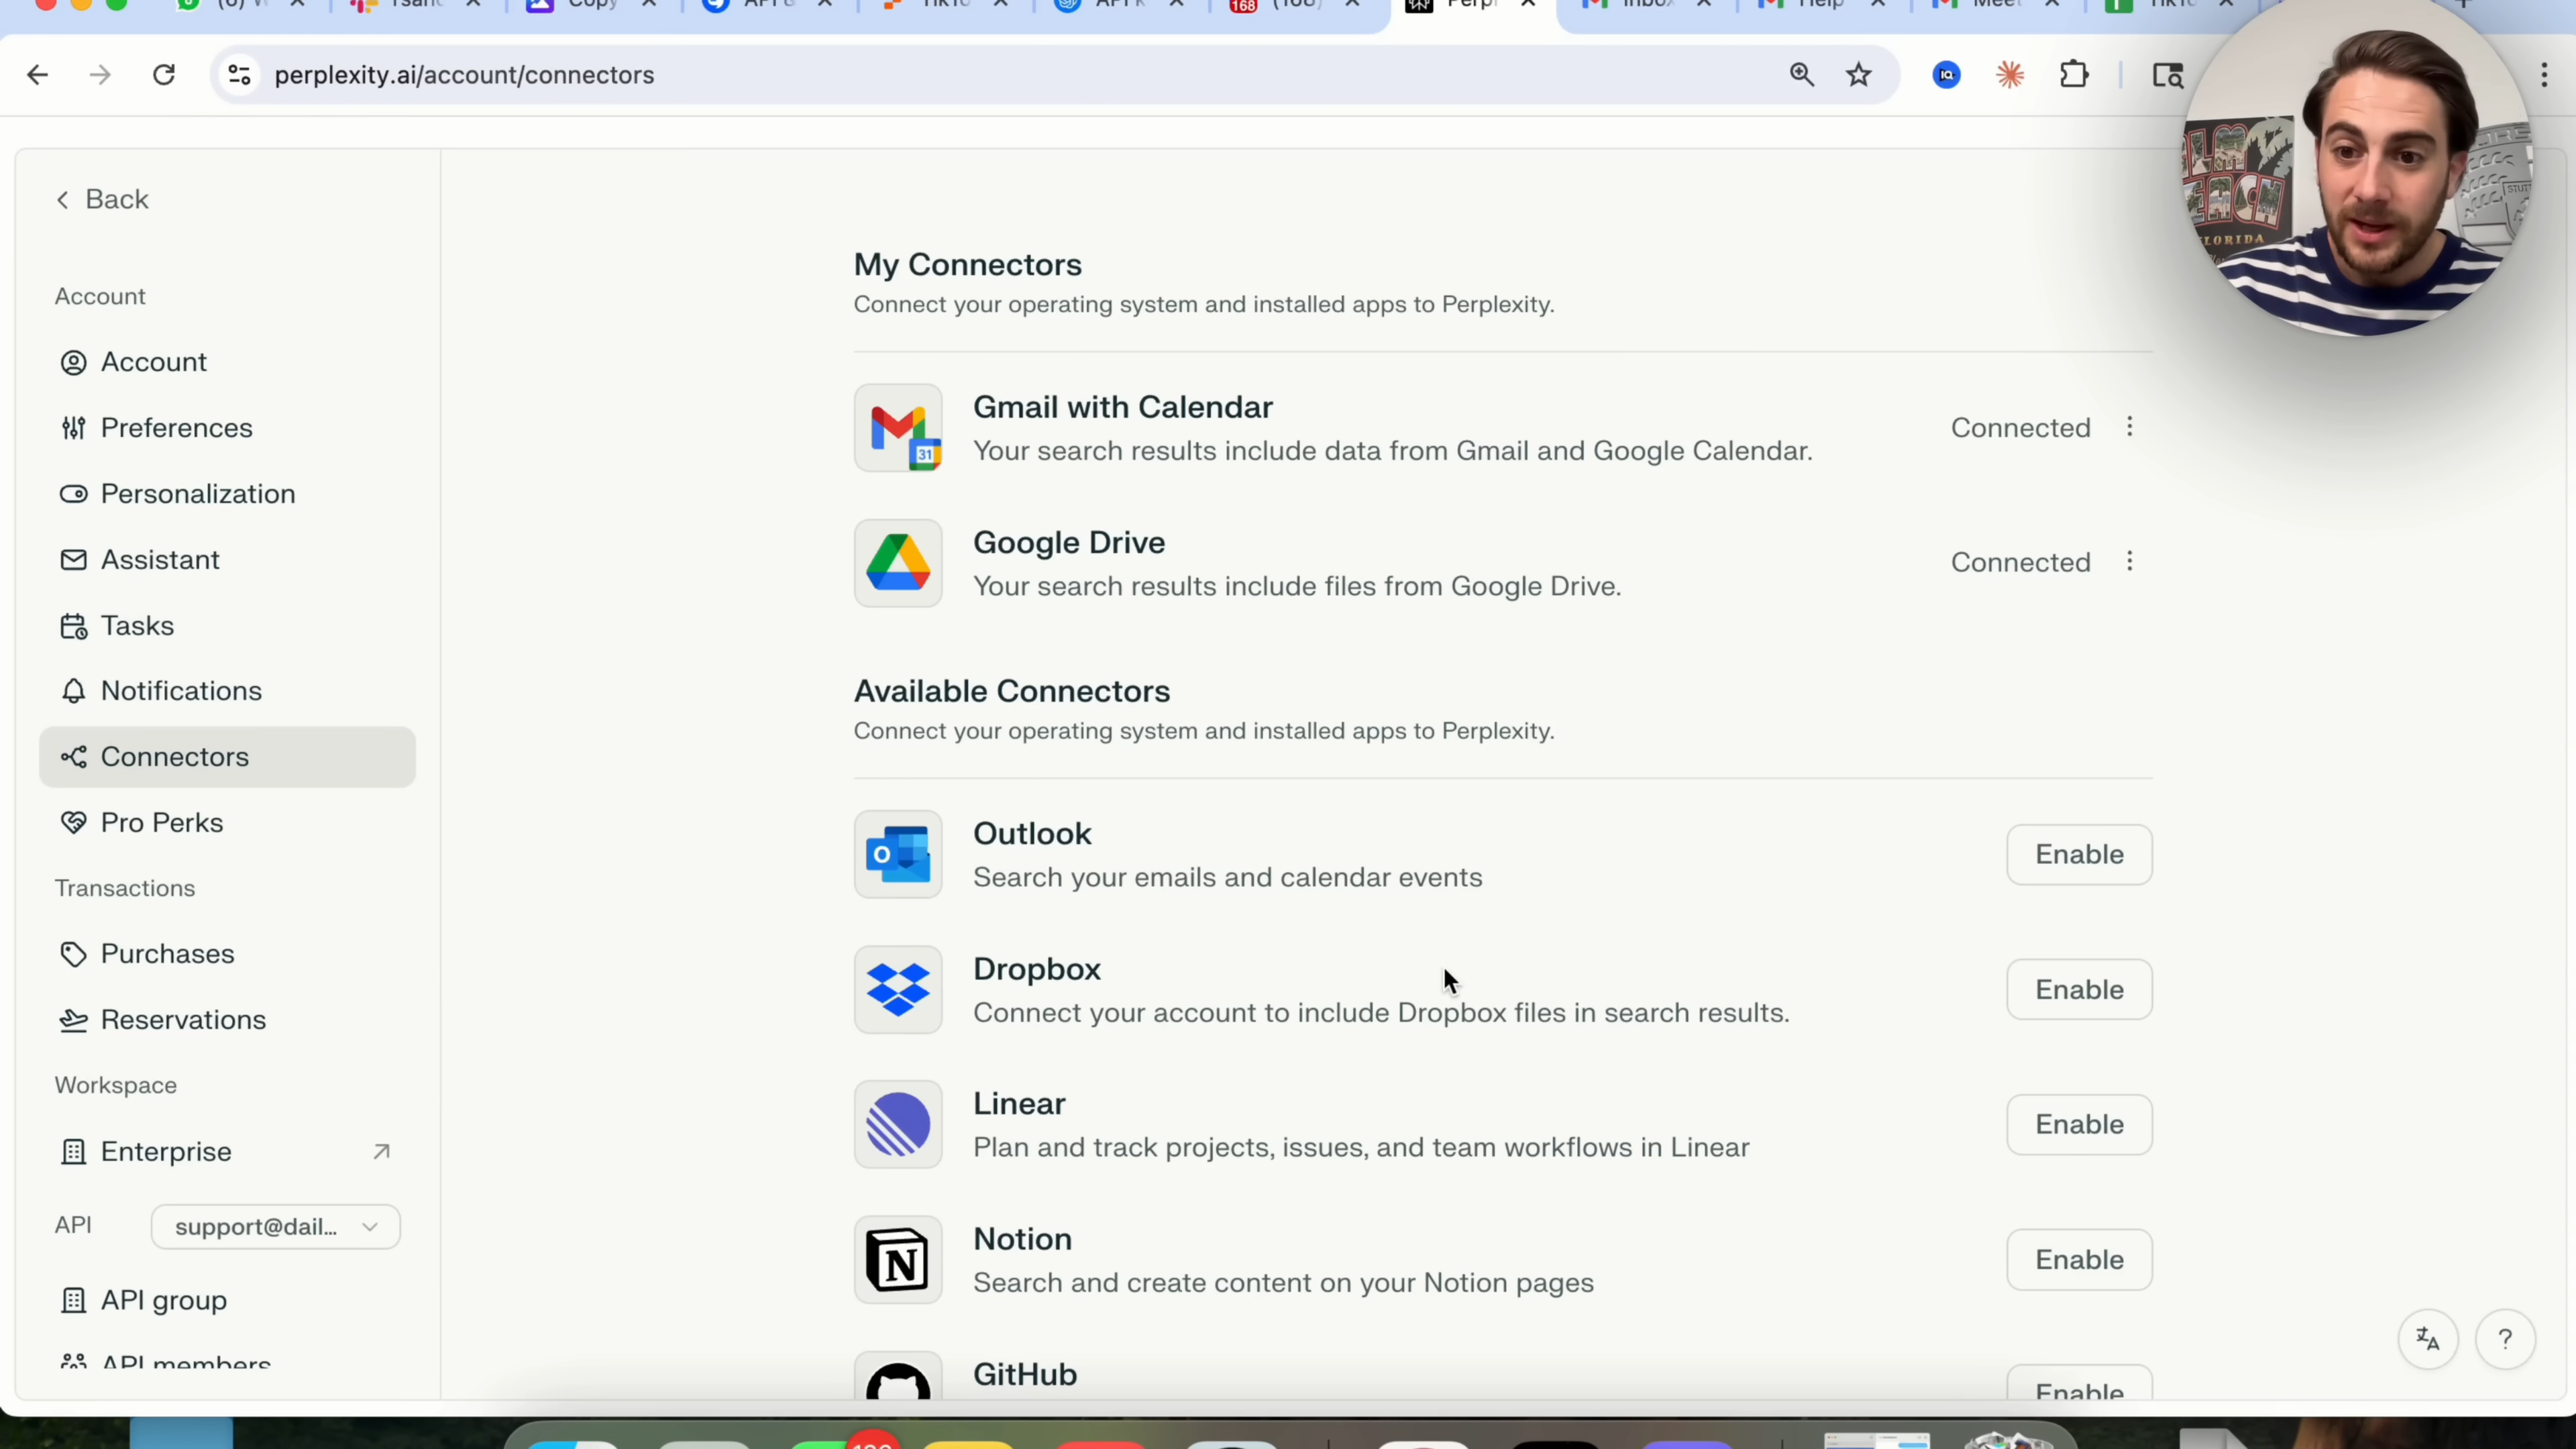 perplexity.ai/account/connectors
Back
Account
Account
Preferences
Personalization
Assistant
Tasks
Notifications
Connectors
Pro Perks
Transactions
Purchases
Reservations
Workspace
Enterprise
API support@dail...
API group
API members
My Connectors
Connect your operating system and installed apps to Perplexity.
Gmail with Calendar
Your search results include data from Gmail and Google Calendar.
Connected
31
Google Drive
Your search results include files from Google Drive.
Connected
Available Connectors
Connect your operating system and installed apps to Perplexity.
Outlook
Search your emails and calendar events
Enable
Dropbox
Connect your account to include Dropbox files in search results.
Enable
Linear
Plan and track projects, issues, and team workflows in Linear
Enable
Notion
Search and create content on your Notion pages
Enable
GitHub
Enable
FLORIDA